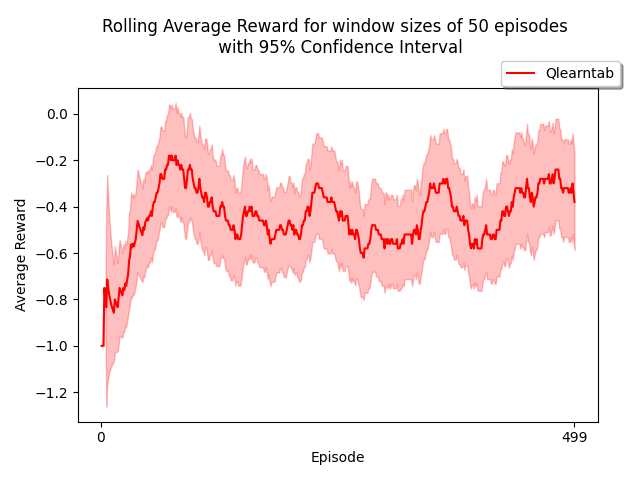 Rolling Average Reward for window sizes of 50 episodes
with 95% Confidence Interval
Qlearntab
0.0
−0.2
−0.4
−0.6
−0.8
−1.0
−1.2
Average Reward
0 499
Episode